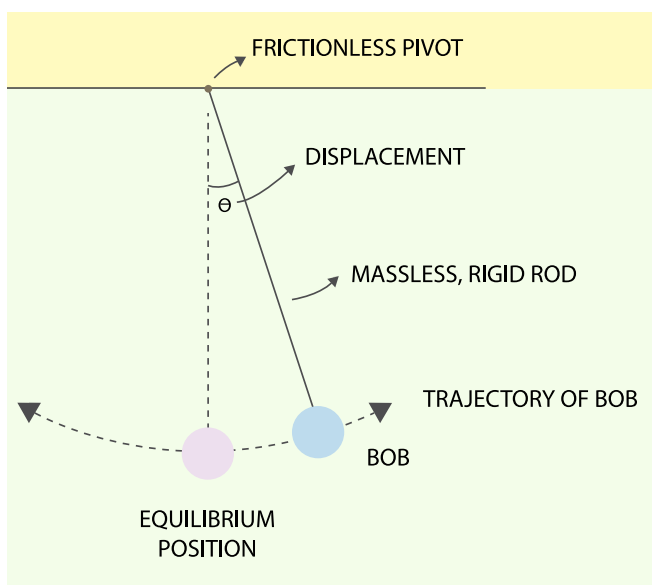 FRICTIONLESS PIVOT
DISPLACEMENT
Θ
MASSLESS, RIGID ROD
TRAJECTORY OF BOB
BOB
EQUILIBRIUM
POSITION